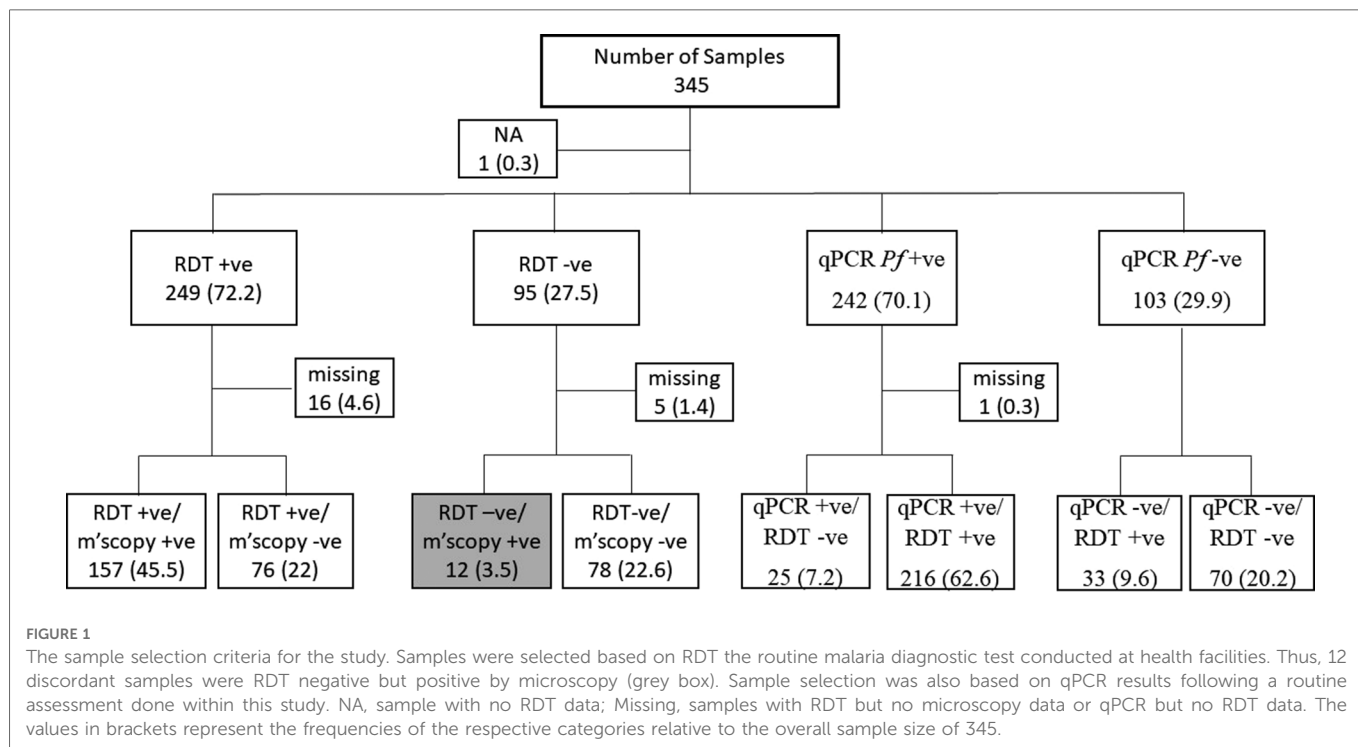 Number of Samples
345
NA
1 (0.3)
RDT +ve
249 (72.2)
RDT -ve
95 (27.5)
qPCR Pf+ve
242 (70.1)
qPCR Pf-ve
103 (29.9)
missing
16 (4.6)
missing
5 (1.4)
missing
1 (0.3)
RDT +ve/
m'scopy +ve
157 (45.5)
RDT +ve/
m'scopy -ve
76 (22)
RDT –ve/
m'scopy +ve
12 (3.5)
RDT-ve/
m'scopy -ve
78 (22.6)
qPCR +ve/
RDT -ve
25 (7.2)
qPCR +ve/
RDT +ve
216 (62.6)
qPCR -ve/
RDT +ve
33 (9.6)
qPCR -ve/
RDT -ve
70 (20.2)
FIGURE 1
The sample selection criteria for the study. Samples were selected based on RDT the routine malaria diagnostic test conducted at health facilities. Thus, 12
discordant samples were RDT negative but positive by microscopy (grey box). Sample selection was also based on qPCR results following a routine
assessment done within this study. NA, sample with no RDT data; Missing, samples with RDT but no microscopy data or qPCR but no RDT data. The
values in brackets represent the frequencies of the respective categories relative to the overall sample size of 345.